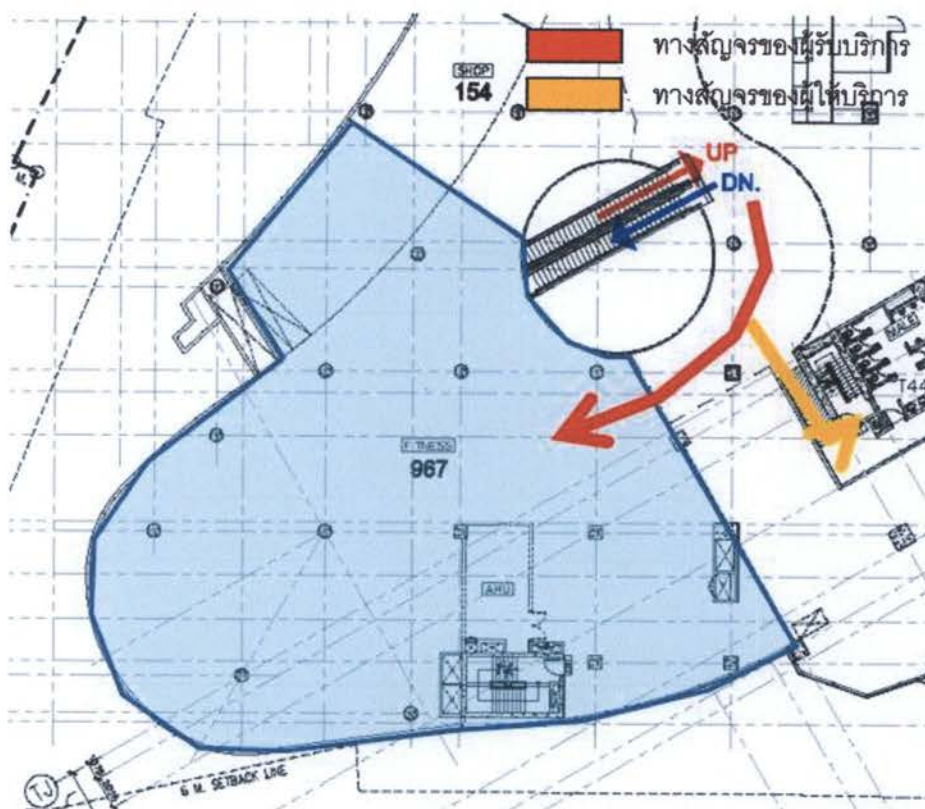 ทางสัญจรของผู้รับบริการ
SHOP
154
ทางสัญจรของผู้ให้บริการ
UP
DN.
MALE
T44
FITNESS
967
AHU
6 M. SETBACK LINE
TJ